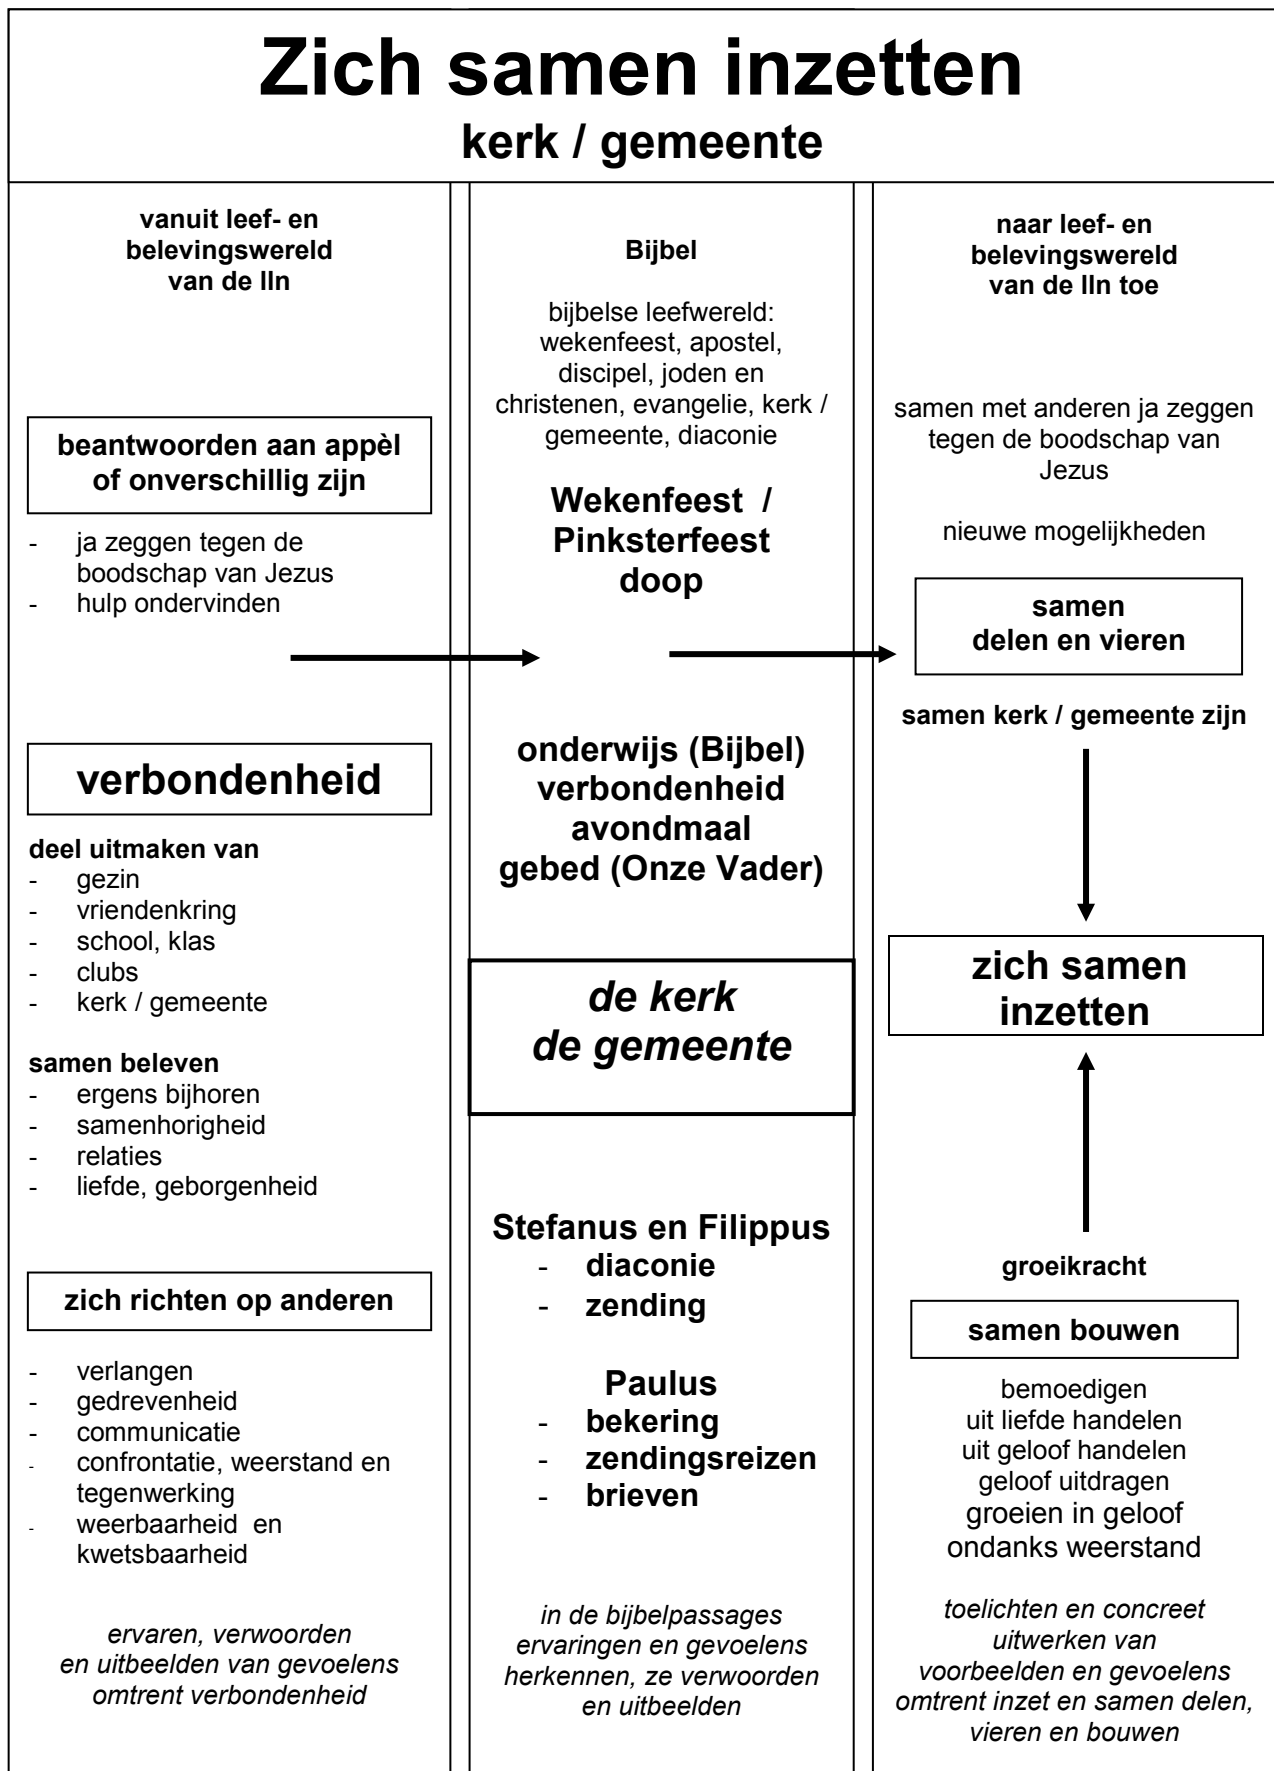 Zich samen inzetten
kerk / gemeente
vanuit leef- en
belevingswereld
van de lln
beantwoorden aan appèl
of onverschillig zijn
- ja zeggen tegen de
boodschap van Jezus
- hulp ondervinden
verbondenheid
deel uitmaken van
- gezin
- vriendenkring
- school, klas
- clubs
- kerk / gemeente
samen beleven
- ergens bijhoren
- samenhorigheid
- relaties
- liefde, geborgenheid
zich richten op anderen
- verlangen
- gedrevenheid
- communicatie
- confrontatie, weerstand en
tegenwerking
- weerbaarheid en
kwetsbaarheid
ervaren, verwoorden
en uitbeelden van gevoelens
omtrent verbondenheid
Bijbel
bijbelse leefwereld:
wekenfeest, apostel,
discipel, joden en
christenen, evangelie, kerk /
gemeente, diaconie
Wekenfeest /
Pinksterfeest
doop
onderwijs (Bijbel)
verbondenheid
avondmaal
gebed (Onze Vader)
de kerk
de gemeente
Stefanus en Filippus
- diaconie
- zending
Paulus
- bekering
- zendingsreizen
- brieven
in de bijbelpassages
ervaringen en gevoelens
herkennen, ze verwoorden
en uitbeelden
naar leef- en
belevingswereld
van de lln toe
samen met anderen ja zeggen
tegen de boodschap van
Jezus
nieuwe mogelijkheden
samen
delen en vieren
samen kerk / gemeente zijn
zich samen
inzetten
groeikracht
samen bouwen
bemoedigen
uit liefde handelen
uit geloof handelen
geloof uitdragen
groeien in geloof
ondanks weerstand
toelichten en concreet
uitwerken van
voorbeelden en gevoelens
omtrent inzet en samen delen,
vieren en bouwen